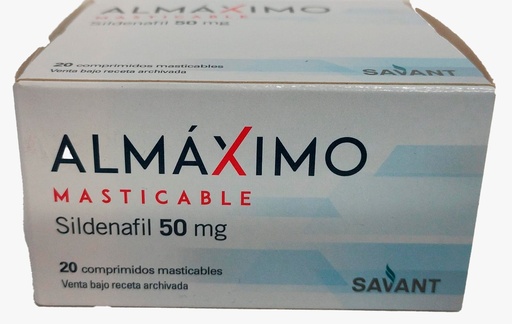 ALMÁXIMO
MASTICABLE
Sildenafil 50 mg
20 comprimidos masticables
Venta bajo receta archivada
SAVANT
ALMÁXIMO
MASTICABLE
Sildenafil 50 mg
20 comprimidos masticables
Venta bajo receta archivada
SAVANT